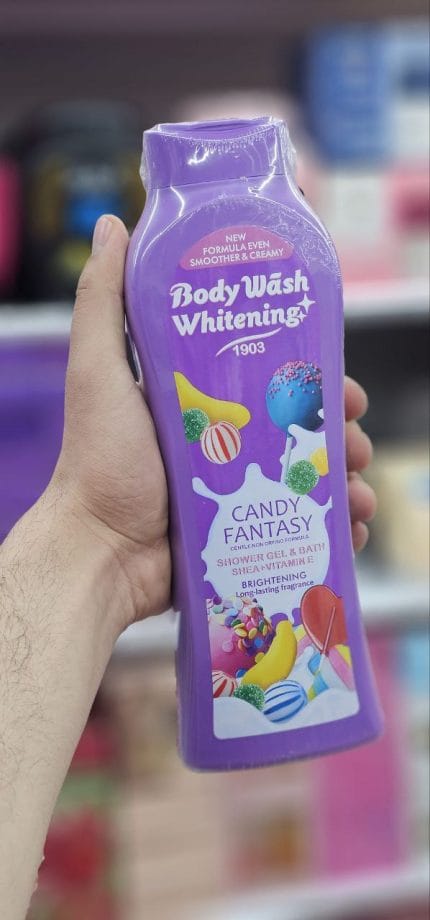 NEW
FORMULA EVEN
SMOOTHER & CREAMY
Body Wash
Whitening
1903
CANDY
FANTASY
GENTLE NON DRYING FORMULA
SHOWER GEL & BATH
SHEA+VITAMIN E
BRIGHTENING
Long-lasting fragrance